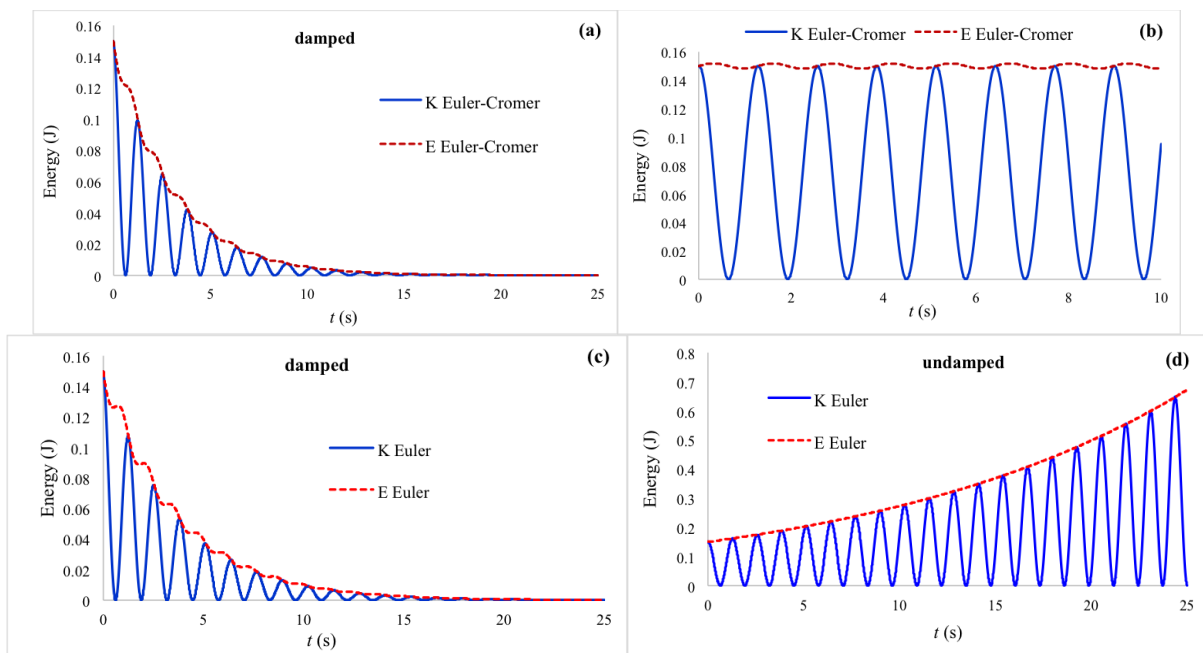 (a)
damped
0.16
0.14
0.12
0.1
0.08
0.06
0.04
0.02
0
Energy (J)
K Euler-Cromer
E Euler-Cromer
0 5 10 15 20 25
t (s)
(b)
K Euler-Cromer E Euler-Cromer
0.16
0.14
0.12
0.1
0.08
0.06
0.04
0.02
0
Energy (J)
0 2 4 6 8 10
t (s)
(c)
damped
0.16
0.14
0.12
0.1
0.08
0.06
0.04
0.02
0
Energy (J)
K Euler
E Euler
0 5 10 15 20 25
t (s)
(d)
undamped
0.8
0.7
0.6
0.5
0.4
0.3
0.2
0.1
0
Energy (J)
K Euler
E Euler
0 5 10 15 20 25
t (s)